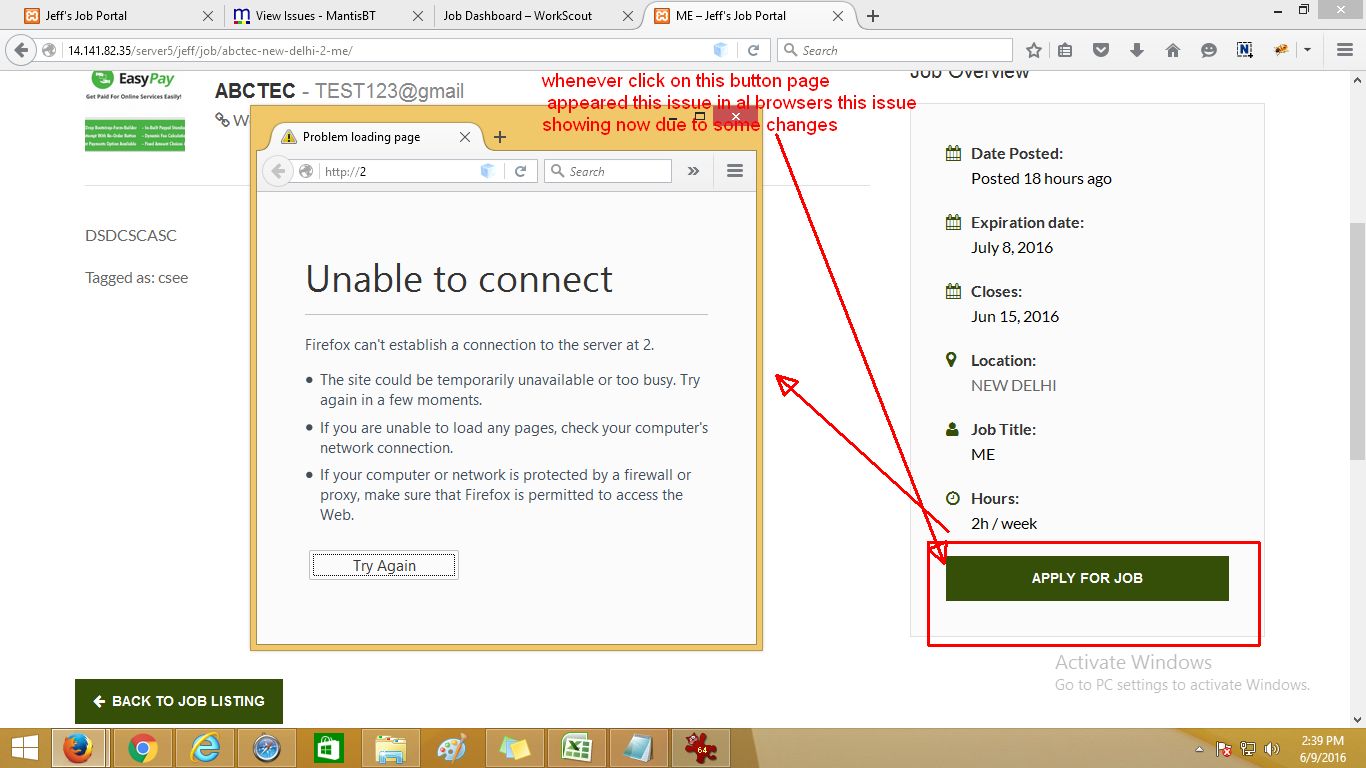 Jeff's Job Portal
View Issues - MantisBT
Job Dashboard – WorkScout
ME – Jeff's Job Portal
14.141.82.35/server5/jeff/job/abctec-new-delhi-2-me/
Search
EasyPay
Get Paid For Online Services Easily!
ABCTEC - TEST123@gmail
W
whenever click on this button page
appeared this issue in al browsers this issue
showing now due to some changes
Problem loading page
http://2
Search
Unable to connect
Firefox can't establish a connection to the server at 2.
• The site could be temporarily unavailable or too busy. Try
again in a few moments.
• If you are unable to load any pages, check your computer's
network connection.
• If your computer or network is protected by a firewall or
proxy, make sure that Firefox is permitted to access the
Web.
Try Again
DSDCSCASC
Tagged as: csee
Job Overview
Date Posted:
Posted 18 hours ago
Expiration date:
July 8, 2016
Closes:
Jun 15, 2016
Location:
NEW DELHI
Job Title:
ME
Hours:
2h / week
APPLY FOR JOB
BACK TO JOB LISTING
Activate Windows
Go to PC settings to activate Windows.
64
2:39 PM
6/9/2016